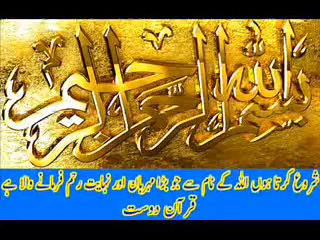 بسم الله الرحمن الرحيم
شروع کرتا ہوں اللہ کے نام سے جو بڑا مہربان اور نہایت رحم فرمانے والا ہے
قرآن دوست